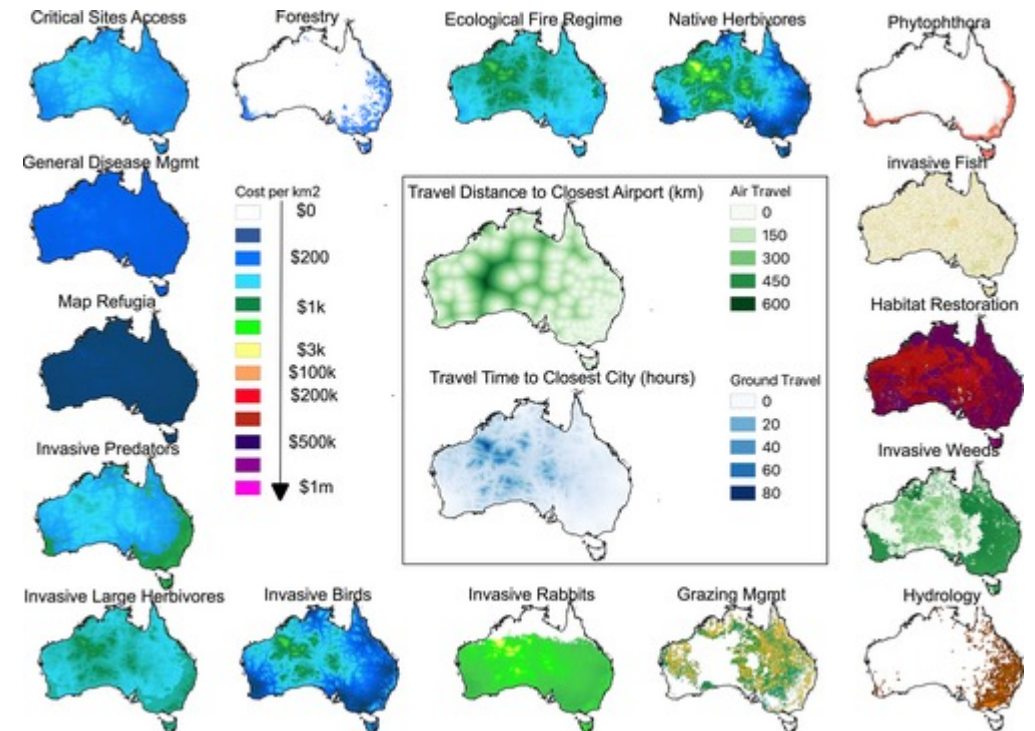 Critical Sites Access
Forestry
Ecological Fire Regime
Native Herbivores
Phytophthora
General Disease Mgmt
invasive Fish
Cost per km2
$0
$200
$1k
$3k
$100k
$200k
$500k
$1m
Travel Distance to Closest Airport (km)
Air Travel
0
150
300
450
600
Map Refugia
Habitat Restoration
Travel Time to Closest City (hours)
Ground Travel
0
20
40
60
80
Invasive Predators
Invasive Weeds
Invasive Large Herbivores
Invasive Birds
Invasive Rabbits
Grazing Mgmt
Hydrology